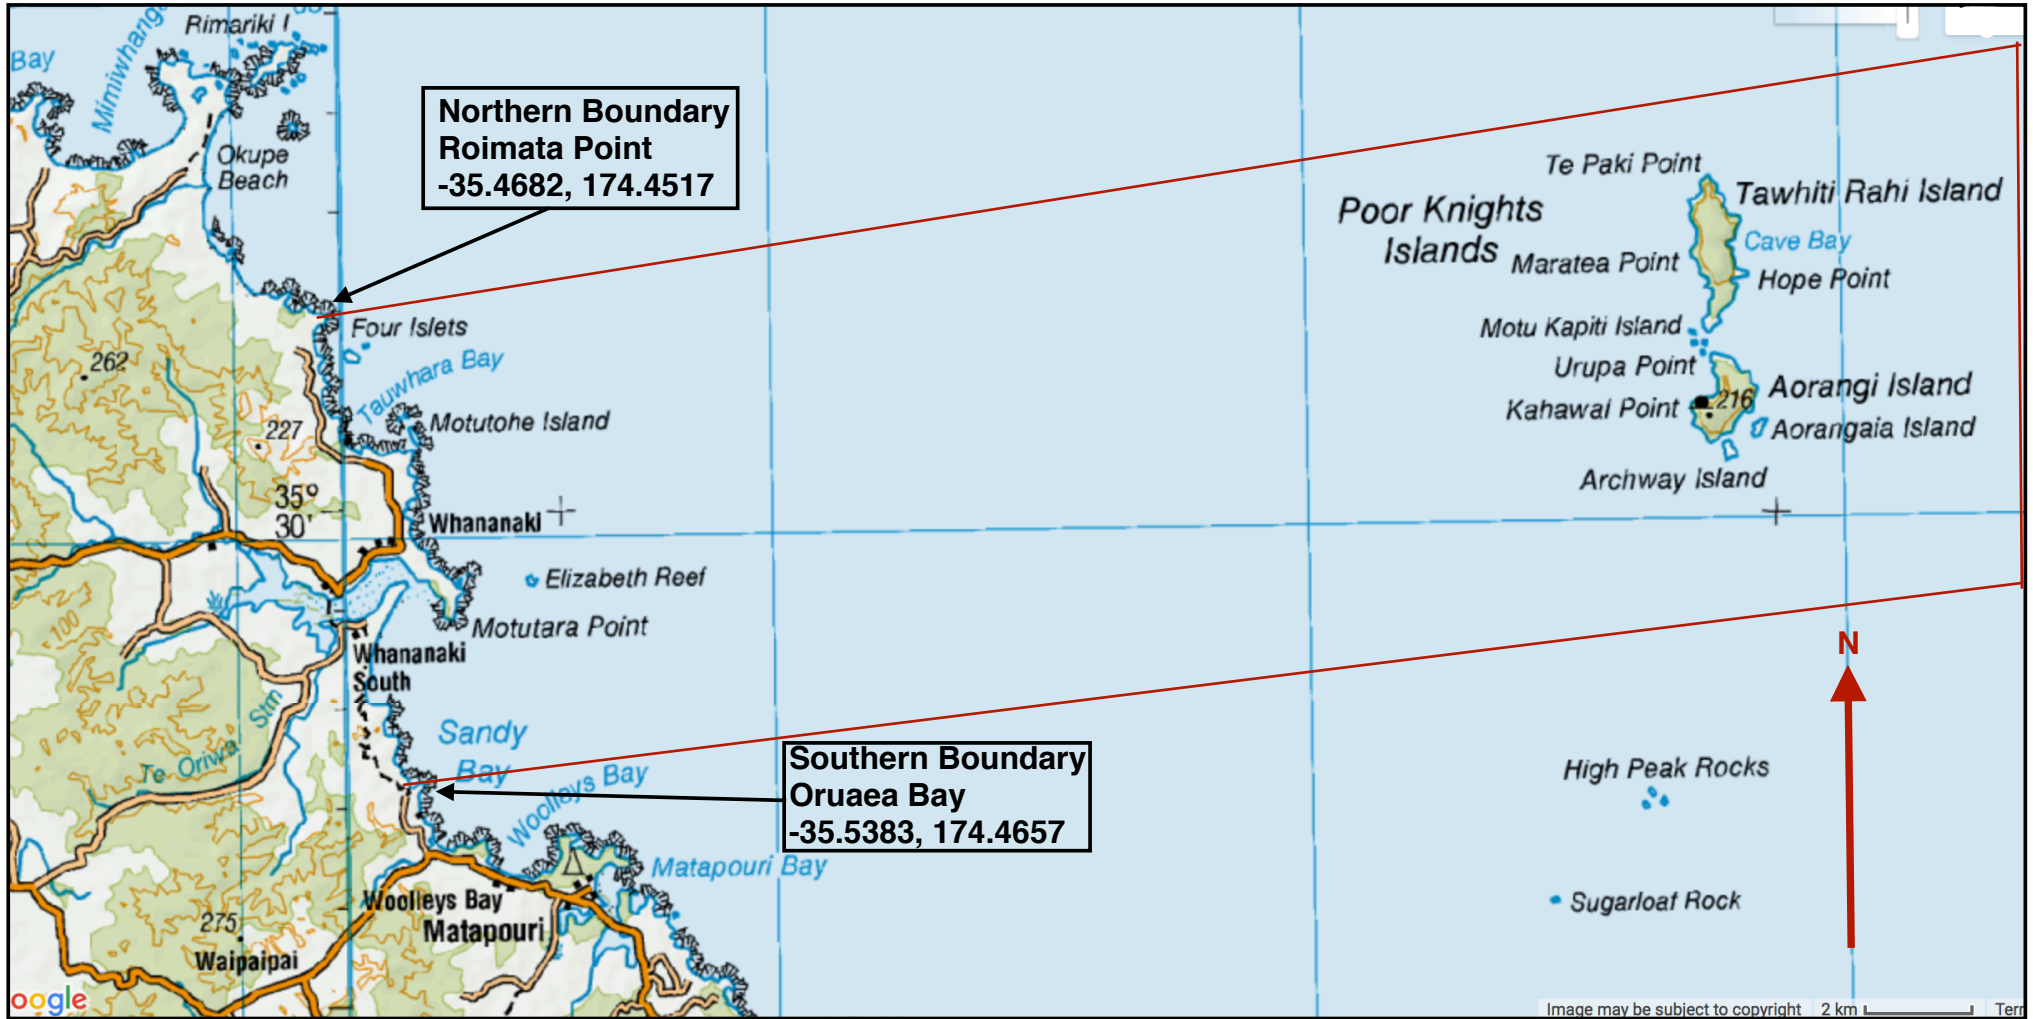 Rimariki I
Bay
Mimiwhanga
Northern Boundary
Roimata Point
-35.4682, 174.4517
Okupe
Beach
Te Paki Point
Tawhiti Rahi Island
Poor Knights
Islands
Cave Bay
Maratea Point
Hope Point
Four Islets
Motu Kapiti Island
262
Tauwhara Bay
Urupa Point
Aorangi Island
216
Kahawai Point
Motutohe Island
227
Aorangaia Island
Archway Island
35°
30'
Whananaki
Elizabeth Reef
100
Motutara Point
N
Whananaki
South
Te Oriwa Stm
Sandy
Bay
Southern Boundary
Oruaea Bay
-35.5383, 174.4657
Woolleys Bay
High Peak Rocks
Matapouri Bay
Woolleys Bay
Sugarloaf Rock
275
Matapouri
Waipaipai
oogle
Image may be subject to copyright
2 km
Terr